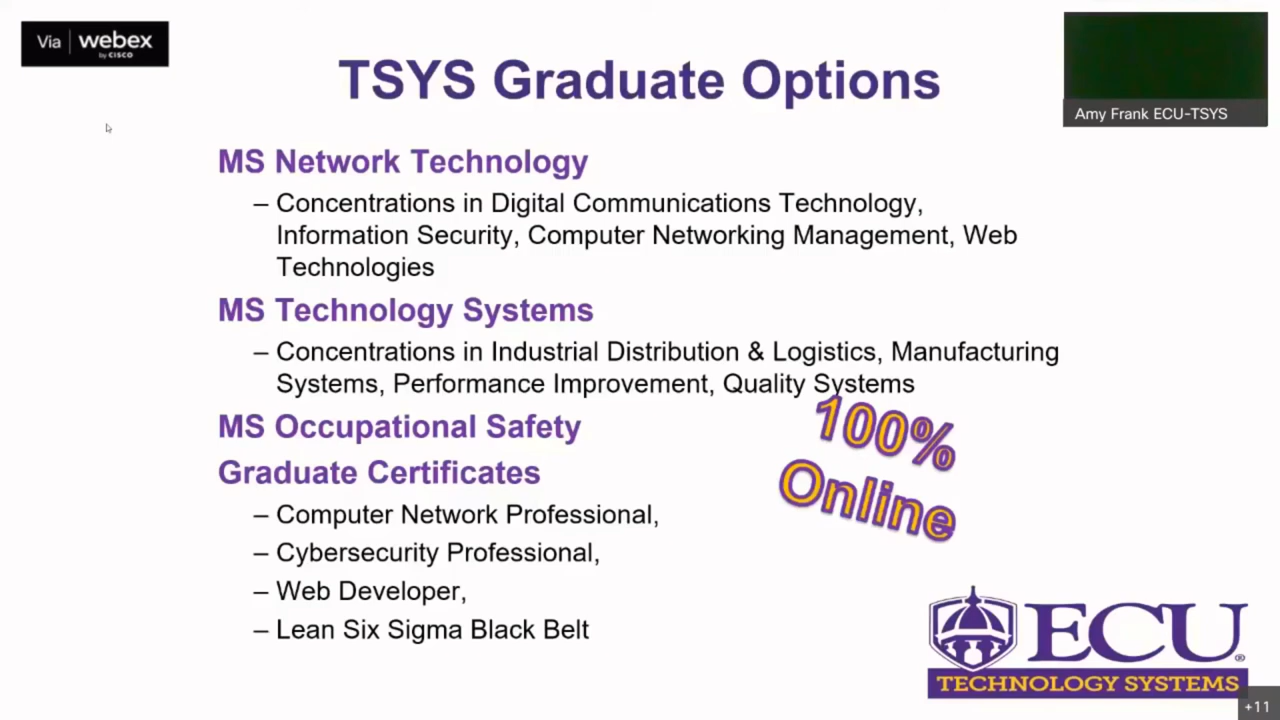 Via webex
by CISCO
TSYS Graduate Options
Amy Frank ECU-TSYS
MS Network Technology
– Concentrations in Digital Communications Technology,
Information Security, Computer Networking Management, Web
Technologies
MS Technology Systems
– Concentrations in Industrial Distribution & Logistics, Manufacturing
Systems, Performance Improvement, Quality Systems
MS Occupational Safety
Graduate Certificates
– Computer Network Professional,
– Cybersecurity Professional,
– Web Developer,
– Lean Six Sigma Black Belt
100%
Online
ECU®
TECHNOLOGY SYSTEMS
+11